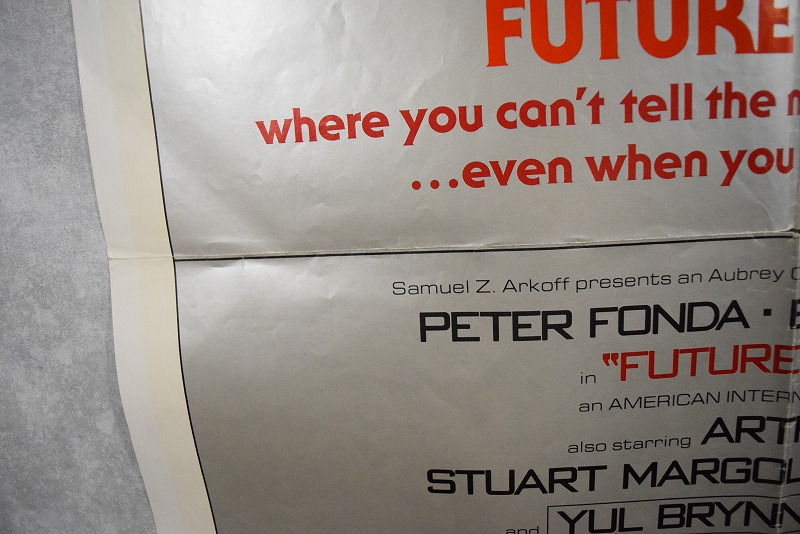 FUTURE
where you can't tell the
...even when you
Samuel Z. Arkoff presents an Aubrey
PETER FONDA ·
in "FUTURE
an AMERICAN INTERN
also starring ART
STUART MARGOL
and YUL BRYNN